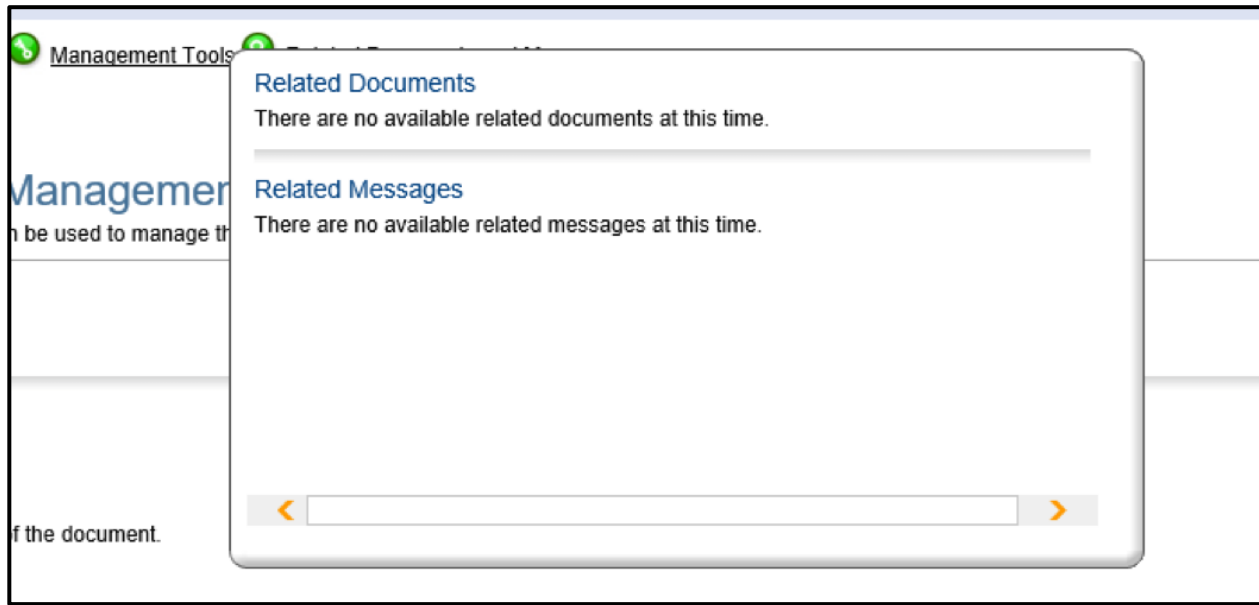 Management Tools
Related Documents
There are no available related documents at this time.
Related Messages
There are no available related messages at this time.
n be used to manage th
f the document.